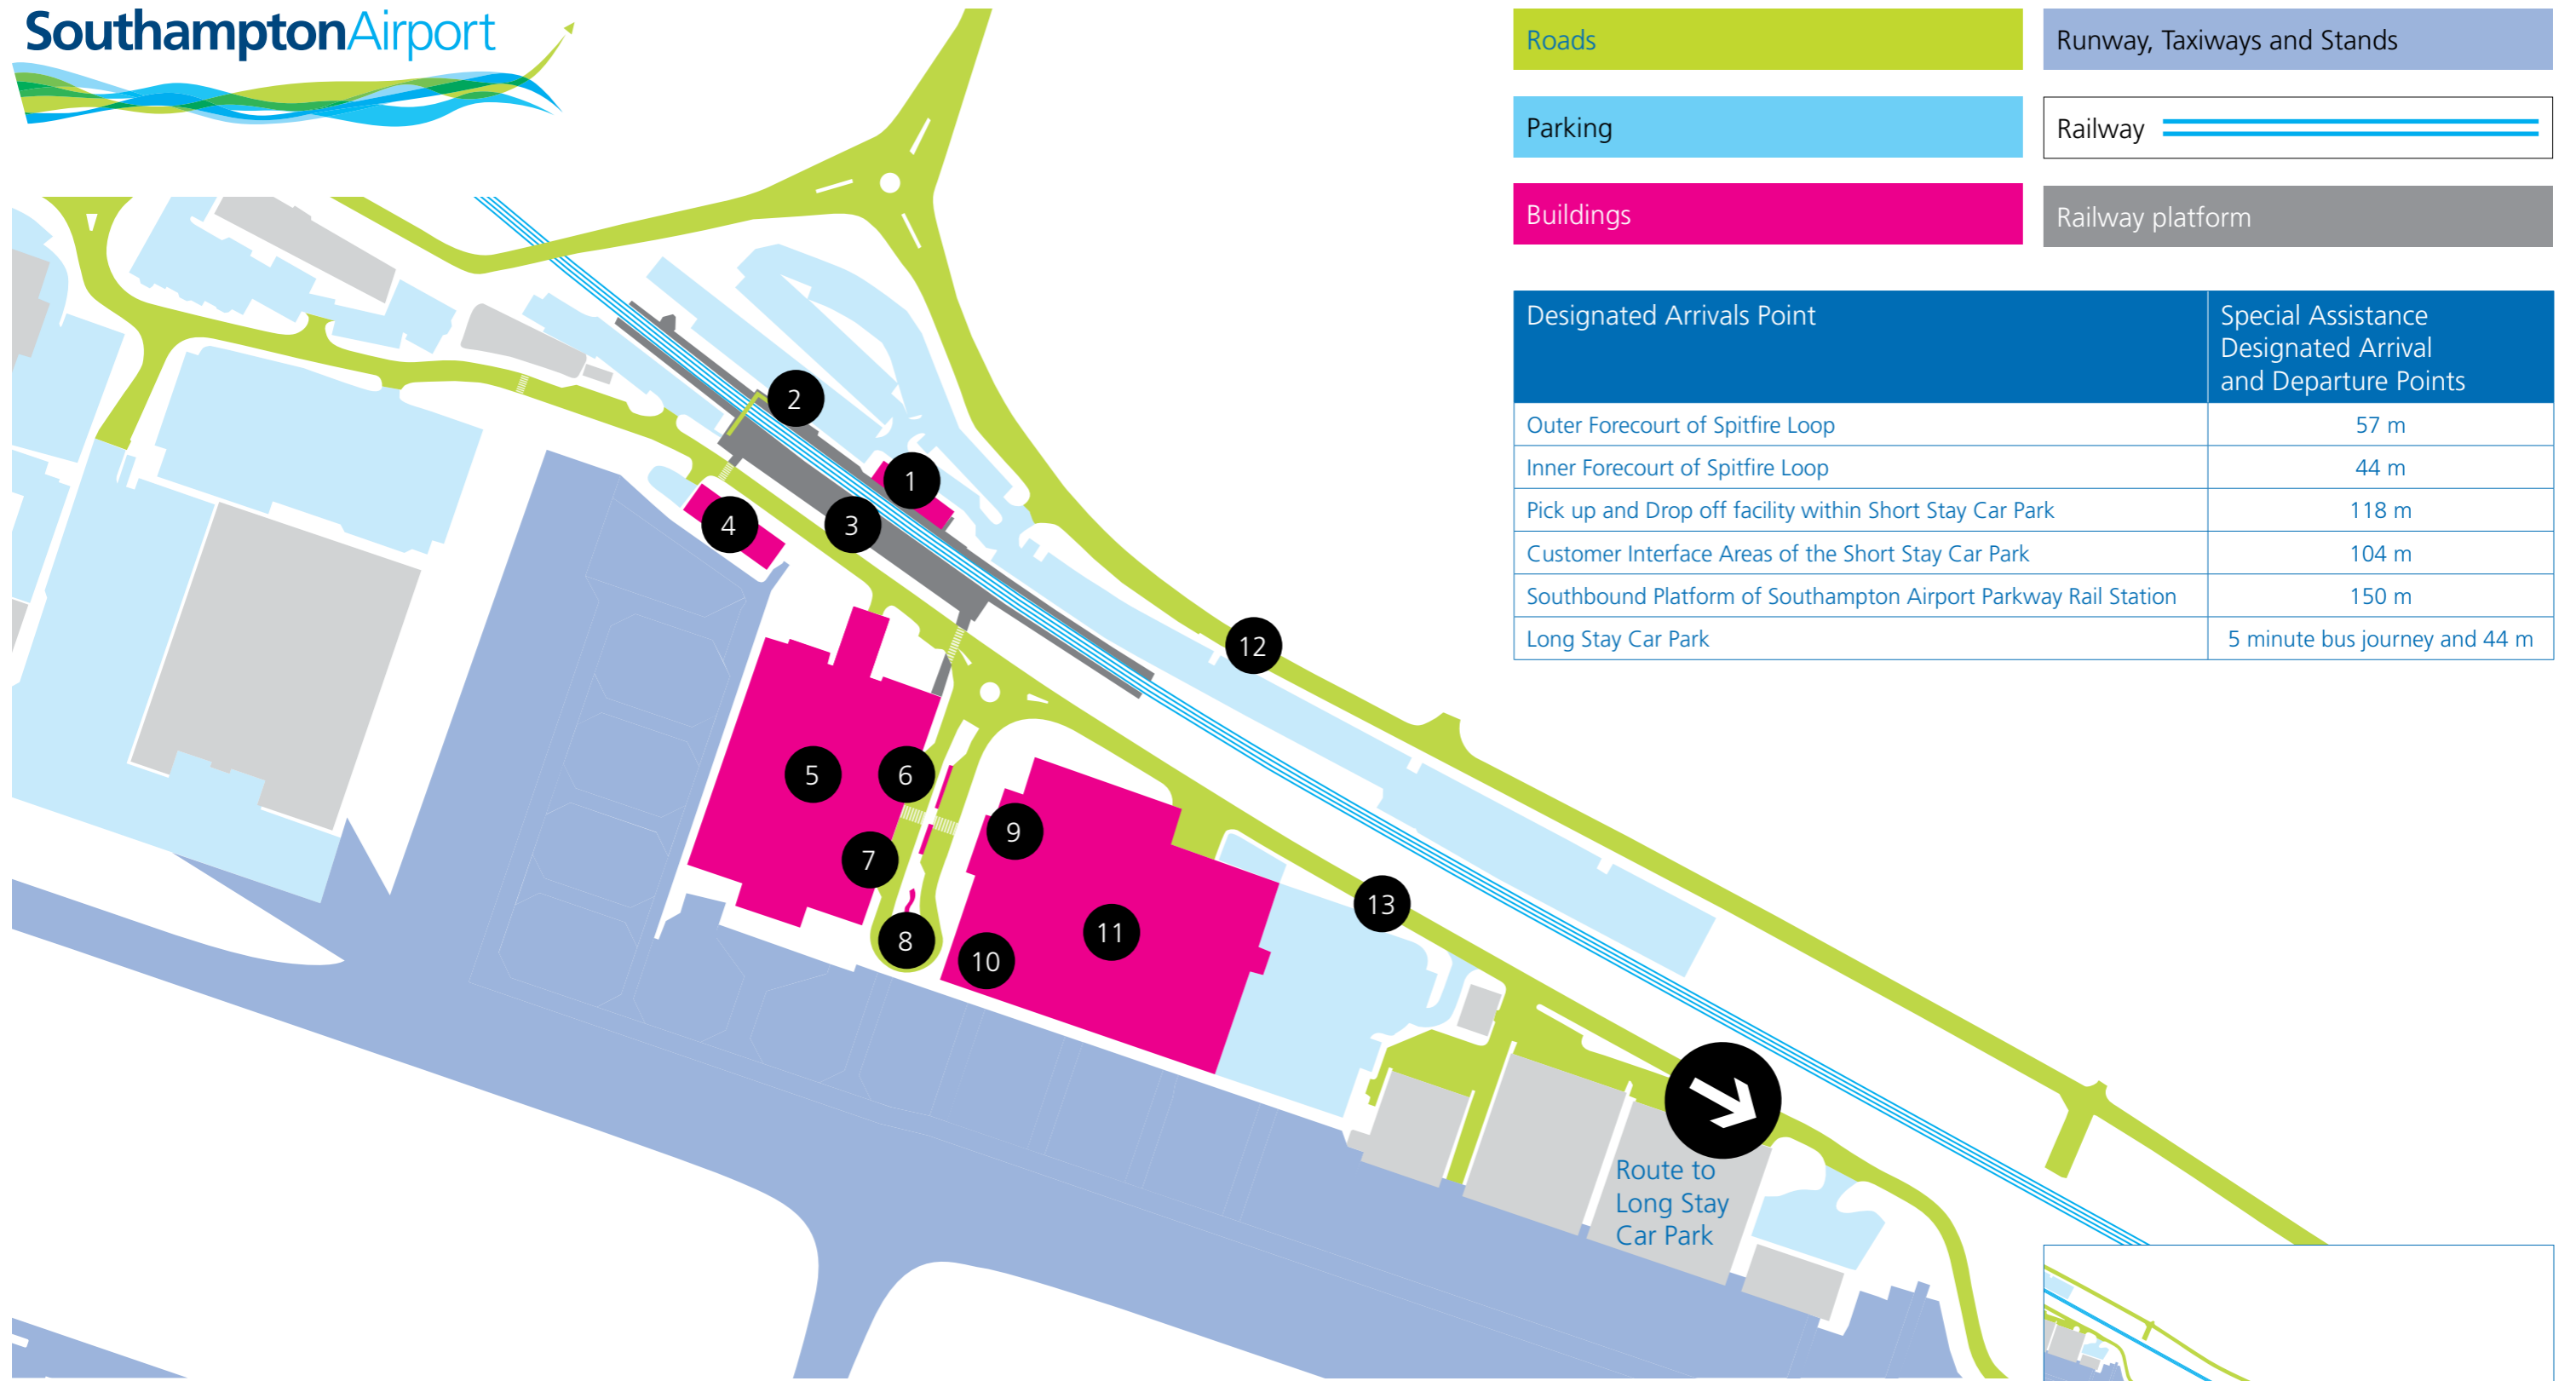 SouthamptonAirport
Roads
Runway, Taxiways and Stands
Parking
Railway
Buildings
Railway platform
Designated Arrivals Point
Special Assistance
Designated Arrival
and Departure Points
Outer Forecourt of Spitfire Loop 57 m
Inner Forecourt of Spitfire Loop 44 m
Pick up and Drop off facility within Short Stay Car Park 118 m
Customer Interface Areas of the Short Stay Car Park 104 m
Southbound Platform of Southampton Airport Parkway Rail Station 150 m
Long Stay Car Park 5 minute bus journey and 44 m
2
1
4
3
12
5
6
9
7
13
11
8
10
Route to
Long Stay
Car Park